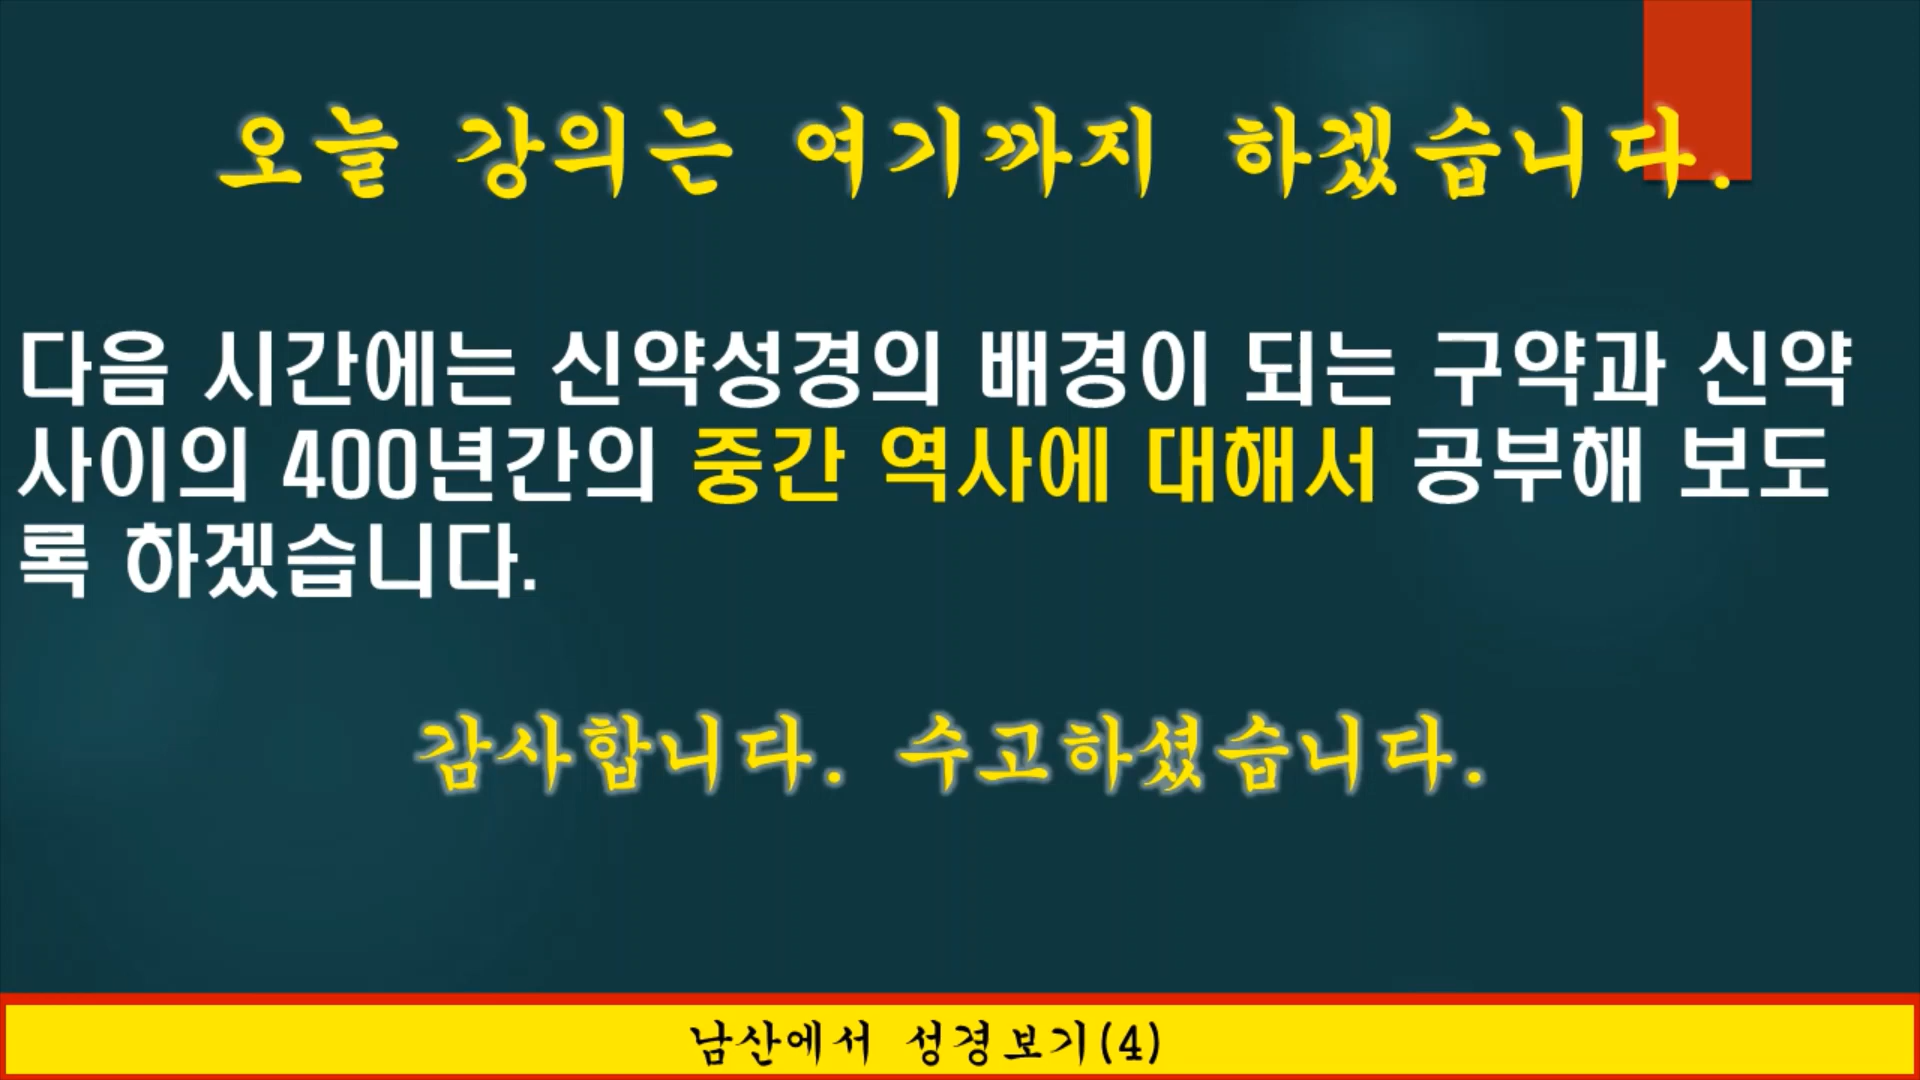 오늘 강의는 여기까지 하겠습니다.
다음 시간에는 신약성경의 배경이 되는 구약과 신약
사이의 400년간의 중간 역사에 대해서 공부해 보도
록 하겠습니다.
감사합니다. 수고하셨습니다.
남산에서 성경보기(4)